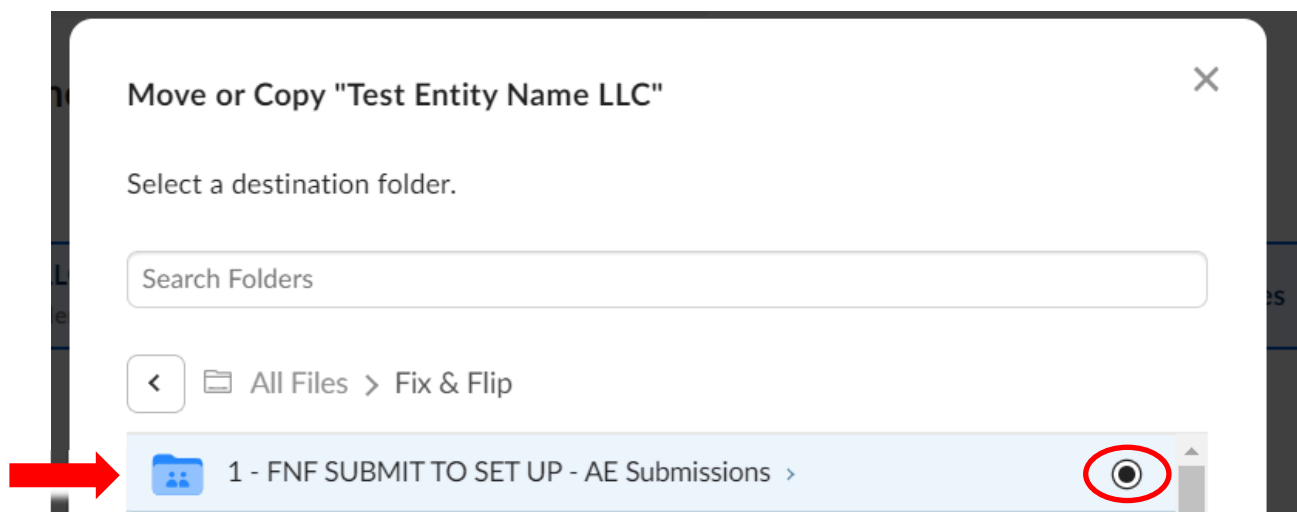 Move or Copy "Test Entity Name LLC"
Select a destination folder.
Search Folders
All Files > Fix & Flip
1 - FNF SUBMIT TO SET UP - AE Submissions >